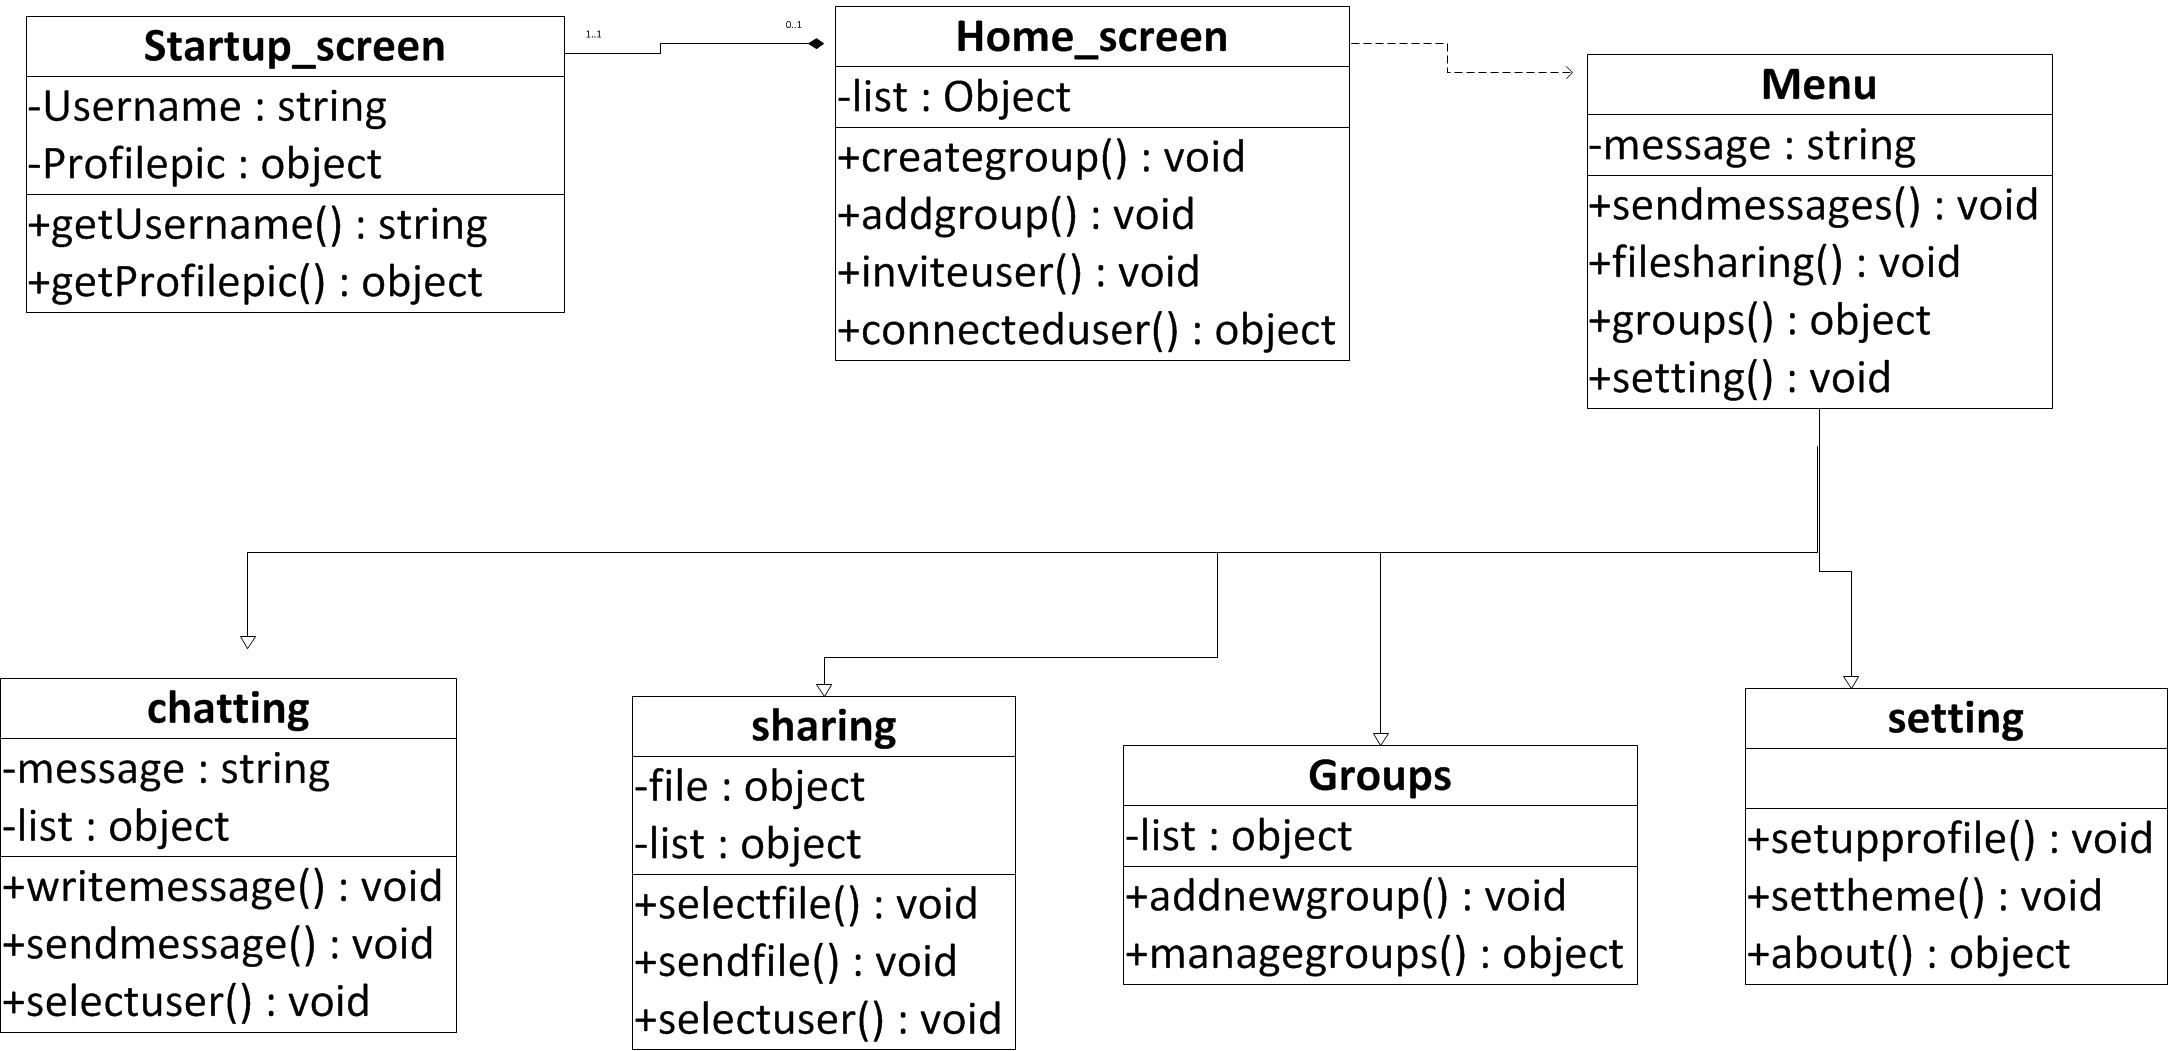 Startup_screen
-Username : string
-Profilepic : object
+getUsername() : string
+getProfilepic() : object
1..1
0..1
Home_screen
-list : Object
+creategroup() : void
+addgroup() : void
+inviteuser() : void
+connecteduser() : object
Menu
-message : string
+sendmessages() : void
+filesharing() : void
+groups() : object
+setting() : void
chatting
-message : string
-list : object
+writemessage() : void
+sendmessage() : void
+selectuser() : void
sharing
-file : object
-list : object
+selectfile() : void
+sendfile() : void
+selectuser() : void
Groups
-list : object
+addnewgroup() : void
+managegroups() : object
setting
+setupprofile() : void
+settheme() : void
+about() : object